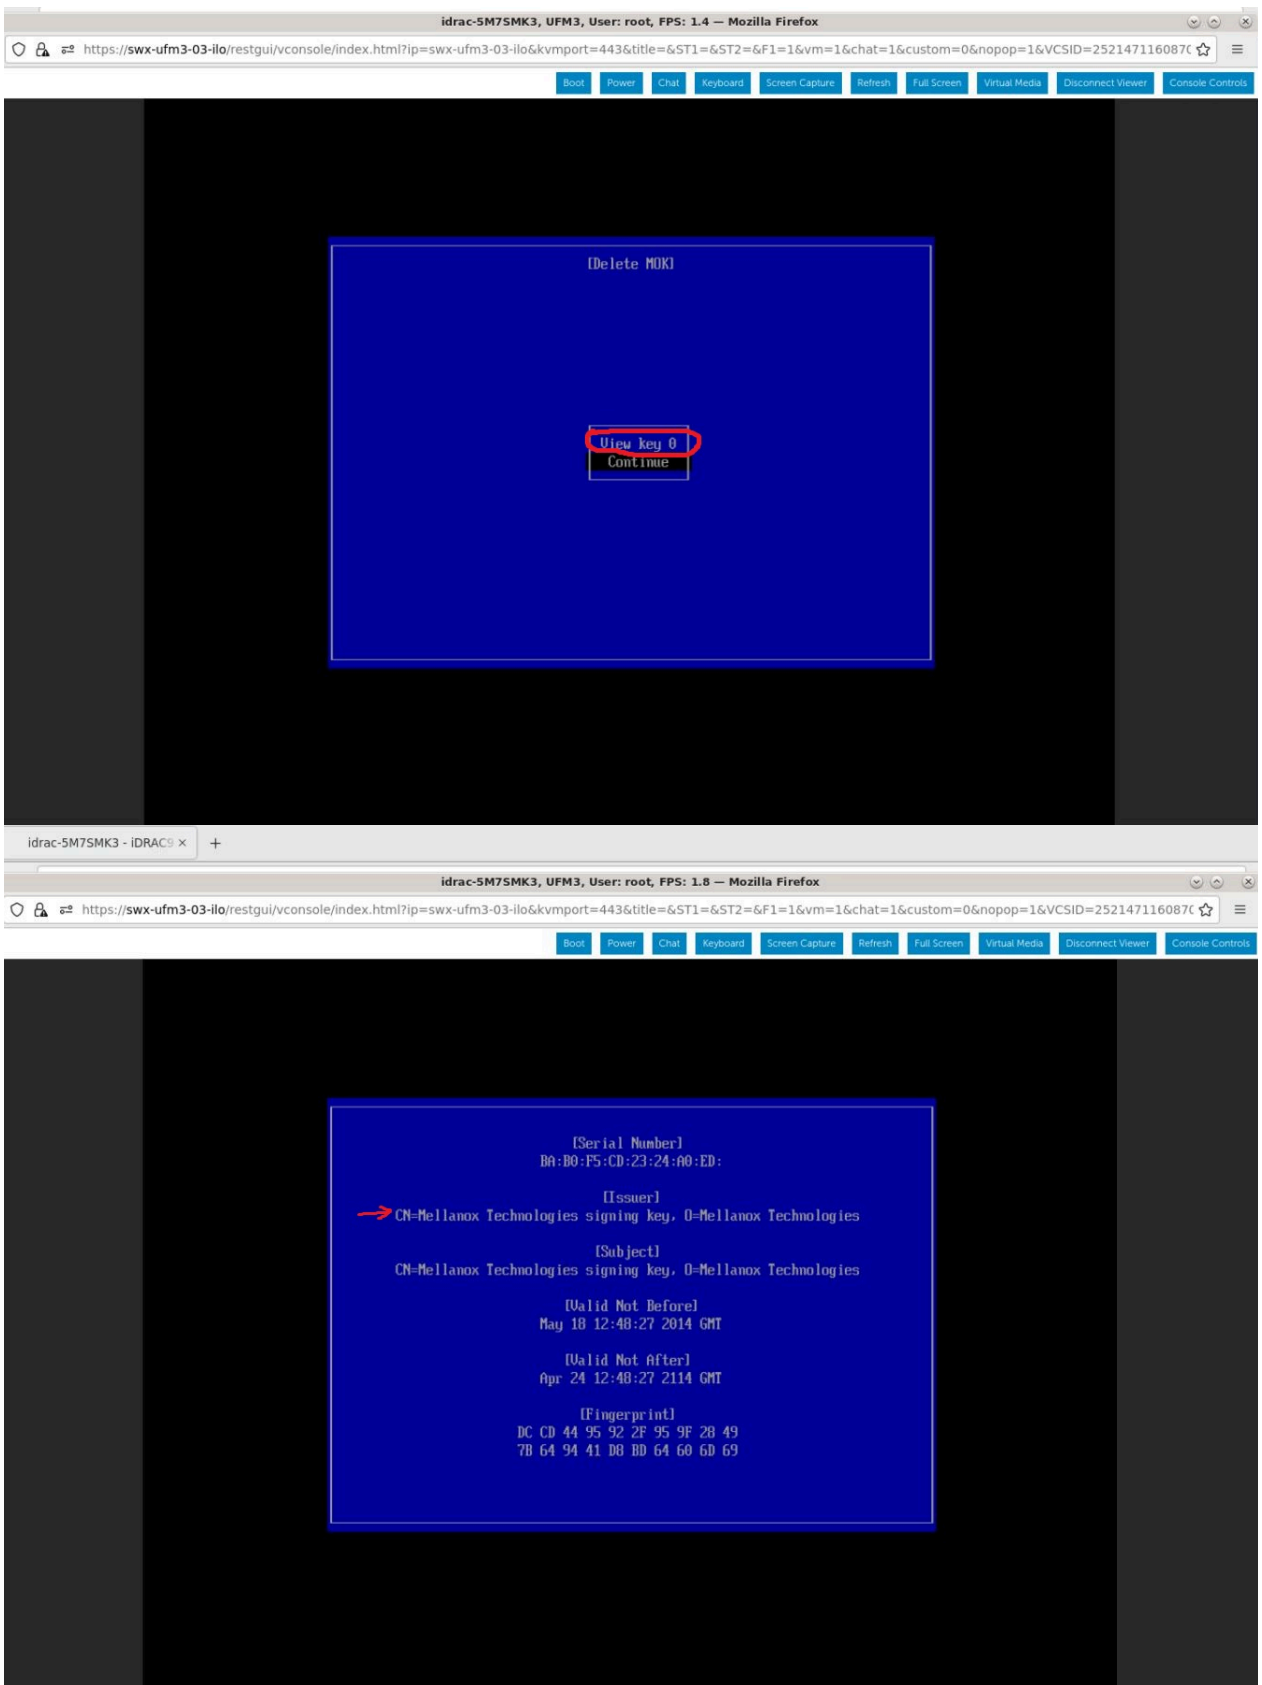 idrac-5M7SMK3, UFM3, User: root, FPS: 1.4 — Mozilla Firefox
https://swx-ufm3-03-ilo/restgui/vconsole/index.html?ip=swx-ufm3-03-ilo&kvmport=443&title=&ST1=&ST2=&F1=1&vm=1&chat=1&custom=0&nopop=1&VCSID=2521471160870
Boot Power Chat Keyboard Screen Capture Refresh Full Screen Virtual Media Disconnect Viewer Console Controls
[Delete MOK]
View key 0
Continue
idrac-5M7SMK3 - iDRAC9 × +
idrac-5M7SMK3, UFM3, User: root, FPS: 1.8 — Mozilla Firefox
https://swx-ufm3-03-ilo/restgui/vconsole/index.html?ip=swx-ufm3-03-ilo&kvmport=443&title=&ST1=&ST2=&F1=1&vm=1&chat=1&custom=0&nopop=1&VCSID=2521471160870
Boot Power Chat Keyboard Screen Capture Refresh Full Screen Virtual Media Disconnect Viewer Console Controls
[Serial Number]
BA:B0:F5:CD:23:24:A0:ED:
[Issuer]
CN=Mellanox Technologies signing key, O=Mellanox Technologies
[Subject]
CN=Mellanox Technologies signing key, O=Mellanox Technologies
[Valid Not Before]
May 18 12:48:27 2014 GMT
[Valid Not After]
Apr 24 12:48:27 2114 GMT
[Fingerprint]
DC CD 44 95 92 2F 95 9F 28 49
7B 64 94 41 D8 BD 64 60 6D 69